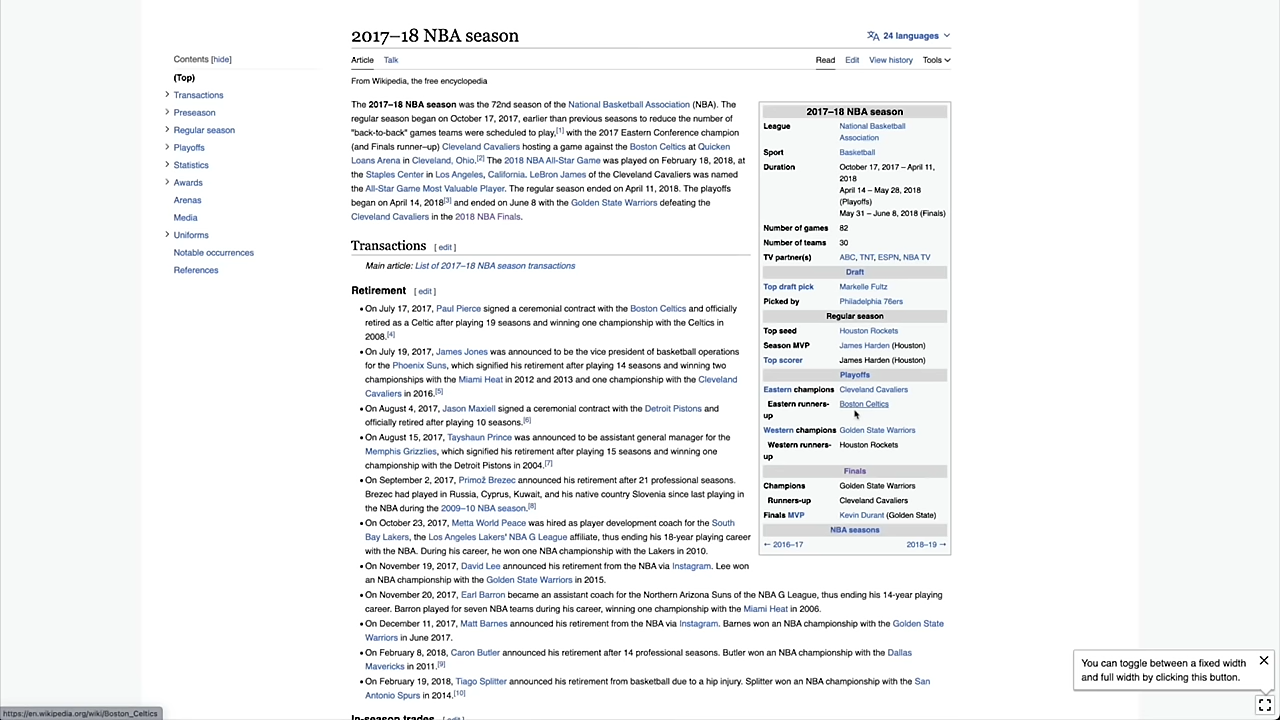 2017–18 NBA season
24 languages
Article Talk
Read Edit View history Tools
From Wikipedia, the free encyclopedia
Contents [hide]
(Top)
Transactions
Preseason
Regular season
Playoffs
Statistics
Awards
Arenas
Media
Uniforms
Notable occurrences
References
The 2017–18 NBA season was the 72nd season of the National Basketball Association (NBA). The
regular season began on October 17, 2017, earlier than previous seasons to reduce the number of
"back-to-back" games teams were scheduled to play,[1] with the 2017 Eastern Conference champion
(and Finals runner–up) Cleveland Cavaliers hosting a game against the Boston Celtics at Quicken
Loans Arena in Cleveland, Ohio.[2] The 2018 NBA All-Star Game was played on February 18, 2018, at
the Staples Center in Los Angeles, California. LeBron James of the Cleveland Cavaliers was named
the All-Star Game Most Valuable Player. The regular season ended on April 11, 2018. The playoffs
began on April 14, 2018[3] and ended on June 8 with the Golden State Warriors defeating the
Cleveland Cavaliers in the 2018 NBA Finals.
Transactions [ edit ]
Main article: List of 2017–18 NBA season transactions
Retirement [ edit ]
• On July 17, 2017, Paul Pierce signed a ceremonial contract with the Boston Celtics and officially
retired as a Celtic after playing 19 seasons and winning one championship with the Celtics in
2008.[4]
• On July 19, 2017, James Jones was announced to be the vice president of basketball operations
for the Phoenix Suns, which signified his retirement after playing 14 seasons and winning two
championships with the Miami Heat in 2012 and 2013 and one championship with the Cleveland
Cavaliers in 2016.[5]
• On August 4, 2017, Jason Maxiell signed a ceremonial contract with the Detroit Pistons and
officially retired after playing 10 seasons.[6]
• On August 15, 2017, Tayshaun Prince was announced to be assistant general manager for the
Memphis Grizzlies, which signified his retirement after playing 15 seasons and winning one
championship with the Detroit Pistons in 2004.[7]
• On September 2, 2017, Primož Brezec announced his retirement after 21 professional seasons.
Brezec had played in Russia, Cyprus, Kuwait, and his native country Slovenia since last playing in
the NBA during the 2009–10 NBA season.[8]
• On October 23, 2017, Metta World Peace was hired as player development coach for the South
Bay Lakers, the Los Angeles Lakers' NBA G League affiliate, thus ending his 18-year playing career
with the NBA. During his career, he won one NBA championship with the Lakers in 2010.
• On November 19, 2017, David Lee announced his retirement from the NBA via Instagram. Lee won
an NBA championship with the Golden State Warriors in 2015.
• On November 20, 2017, Earl Barron became an assistant coach for the Northern Arizona Suns of the NBA G League, thus ending his 14-year playing
career. Barron played for seven NBA teams during his career, winning one championship with the Miami Heat in 2006.
• On December 11, 2017, Matt Barnes announced his retirement from the NBA via Instagram. Barnes won an NBA championship with the Golden State
Warriors in June 2017.
• On February 8, 2018, Caron Butler announced his retirement after 14 professional seasons. Butler won an NBA championship with the Dallas
Mavericks in 2011.[9]
• On February 19, 2018, Tiago Splitter announced his retirement from basketball due to a hip injury. Splitter won an NBA championship with the San
Antonio Spurs in 2014.[10]
In-season trades [ edit ]
2017–18 NBA season
League National Basketball
Association
Sport Basketball
Duration October 17, 2017 – April 11,
2018
April 14 – May 28, 2018
(Playoffs)
May 31 – June 8, 2018 (Finals)
Number of games 82
Number of teams 30
TV partner(s) ABC, TNT, ESPN, NBA TV
Draft
Top draft pick Markelle Fultz
Picked by Philadelphia 76ers
Regular season
Top seed Houston Rockets
Season MVP James Harden (Houston)
Top scorer James Harden (Houston)
Playoffs
Eastern champions Cleveland Cavaliers
Eastern runners- Boston Celtics
up
Western champions Golden State Warriors
Western runners- Houston Rockets
up
Finals
Champions Golden State Warriors
Runners-up Cleveland Cavaliers
Finals MVP Kevin Durant (Golden State)
NBA seasons
← 2016–17 2018–19 →
You can toggle between a fixed width
and full width by clicking this button.
https://en.wikipedia.org/wiki/Boston_Celtics